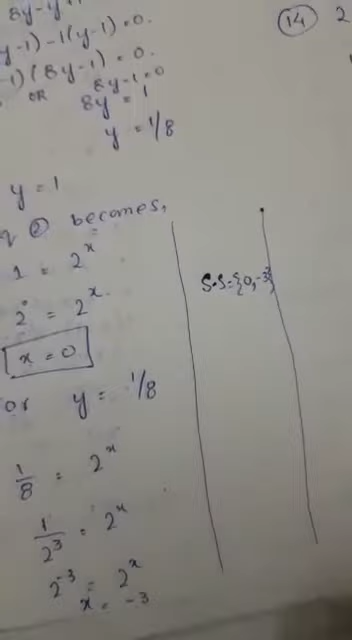 8y-y+1
y-1)-1(y-1)=0.
-1)(8y-1)=0.
OR 8y-1=0
8y=1
y=1/8
y=1
② becomes,
1=2^x
2^0=2^x.
x=0
or y=1/8
1/8=2^x
1/2^3=2^x
2^-3=2^x
x=-3
S.S={0,-3}
14 2